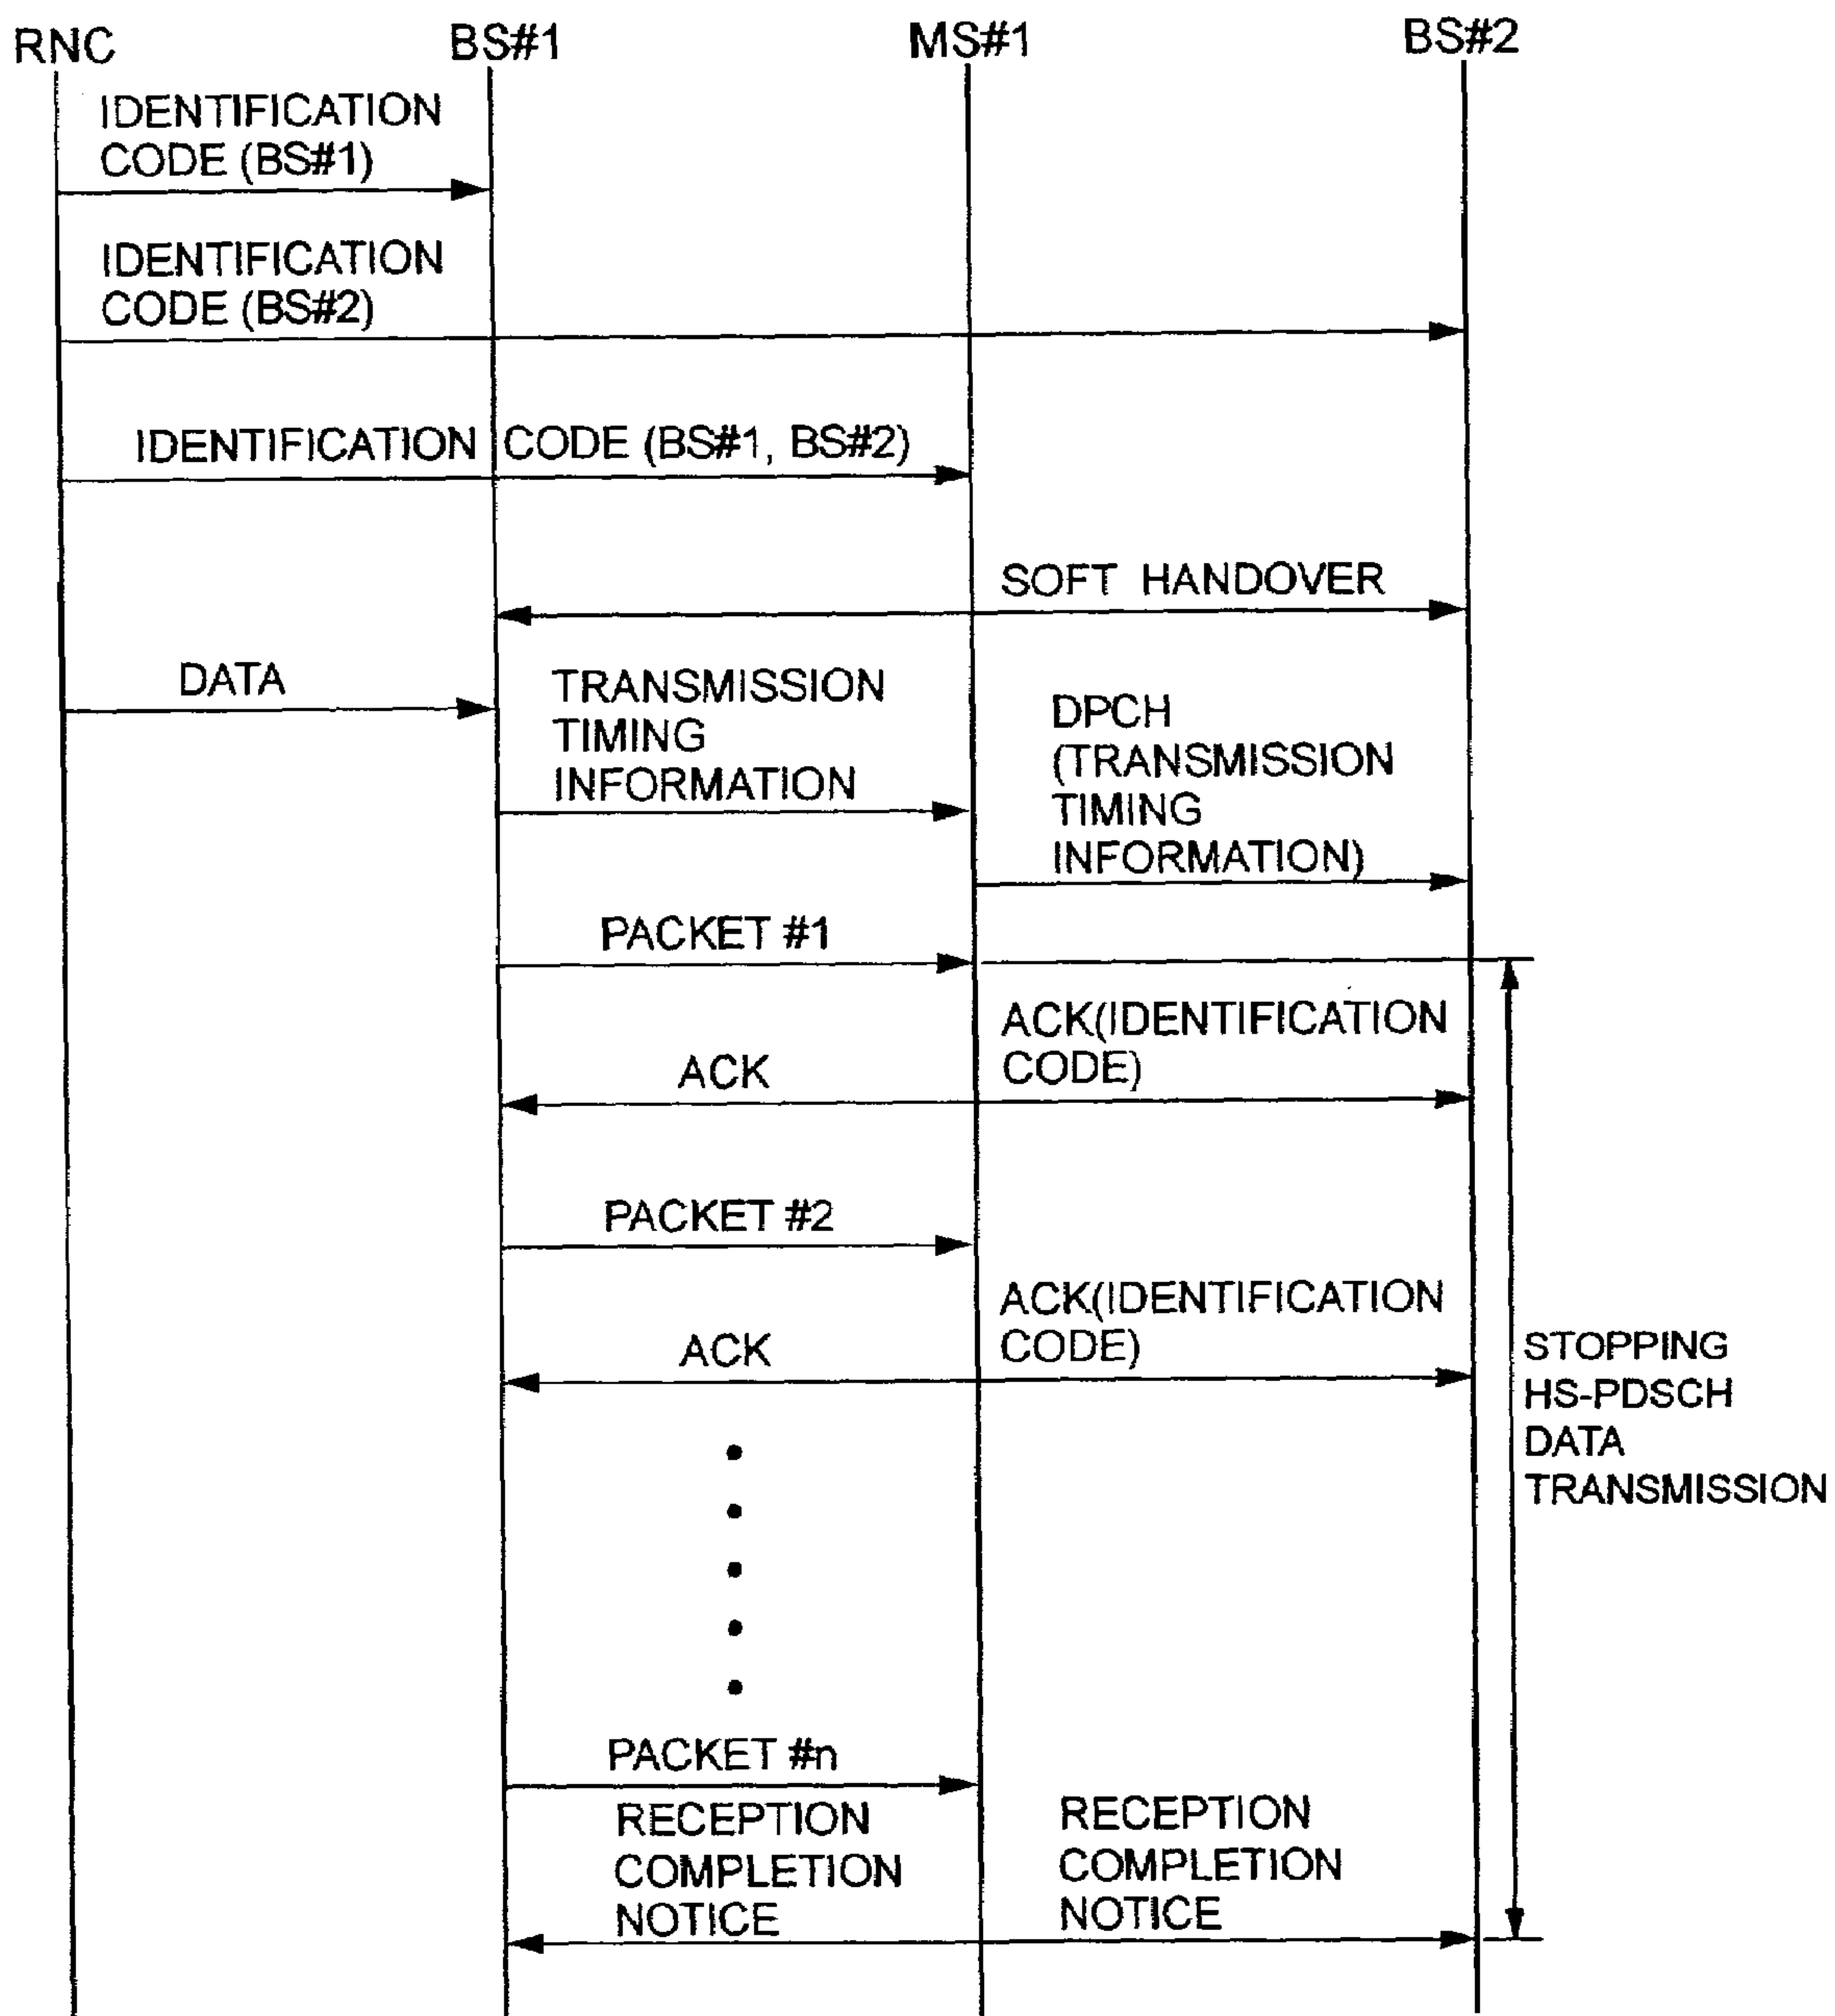 RNC
BS#1
MS#1
BS#2
IDENTIFICATION
CODE (BS#1)
IDENTIFICATION
CODE (BS#2)
IDENTIFICATION CODE (BS#1, BS#2)
SOFT HANDOVER
DATA
TRANSMISSION
TIMING
INFORMATION
DPCH
(TRANSMISSION
TIMING
INFORMATION)
PACKET #1
ACK
ACK(IDENTIFICATION
CODE)
PACKET #2
ACK
ACK(IDENTIFICATION
CODE)
STOPPING
HS-PDSCH
DATA
TRANSMISSION
PACKET #n
RECEPTION
COMPLETION
NOTICE
RECEPTION
COMPLETION
NOTICE